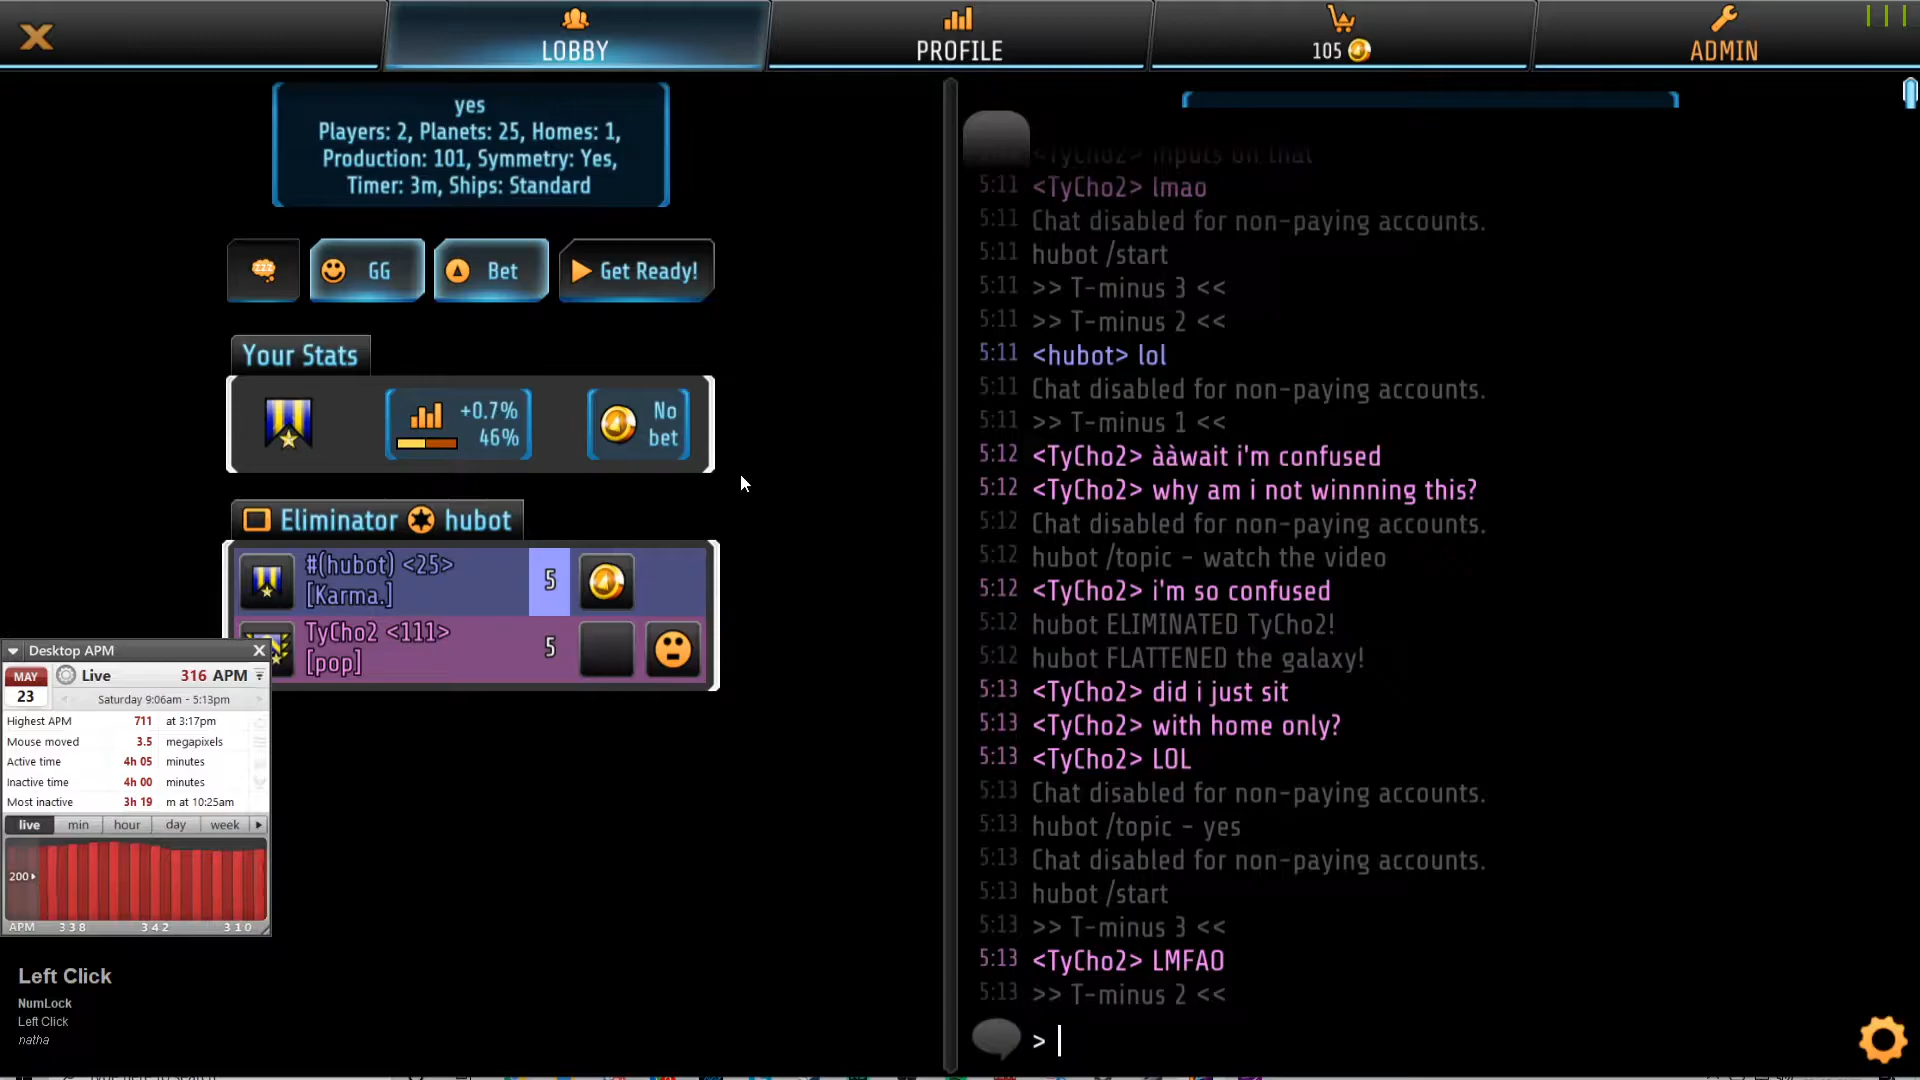 LOBBY
PROFILE
105
ADMIN
yes
Players: 2, Planets: 25, Homes: 1,
Production: 101, Symmetry: Yes,
Timer: 3m, Ships: Standard
zzz
GG
Bet
Get Ready!
Your Stats
+0.7%
46%
No
bet
Eliminator hubot
#(hubot) <25>
[Karma.]
5
TyCho2 <111>
[pop]
5
Desktop APM
MAY
23
Live 316 APM
Saturday 9:06am - 5:13pm
Highest APM 711 at 3:17pm
Mouse moved 3.5 megapixels
Active time 4h 05 minutes
Inactive time 4h 00 minutes
Most inactive 3h 19 m at 10:25am
live min hour day week
200
APM 338 342 310
Left Click
NumLock
Left Click
natha
<TyCho2> inputs on that
5:11 <TyCho2> lmao
5:11 Chat disabled for non-paying accounts.
5:11 hubot /start
5:11 >> T-minus 3 <<
5:11 >> T-minus 2 <<
5:11 <hubot> lol
5:11 Chat disabled for non-paying accounts.
5:11 >> T-minus 1 <<
5:12 <TyCho2> ààwait i'm confused
5:12 <TyCho2> why am i not winnning this?
5:12 Chat disabled for non-paying accounts.
5:12 hubot /topic - watch the video
5:12 <TyCho2> i'm so confused
5:12 hubot ELIMINATED TyCho2!
5:12 hubot FLATTENED the galaxy!
5:13 <TyCho2> did i just sit
5:13 <TyCho2> with home only?
5:13 <TyCho2> LOL
5:13 Chat disabled for non-paying accounts.
5:13 hubot /topic - yes
5:13 Chat disabled for non-paying accounts.
5:13 hubot /start
5:13 >> T-minus 3 <<
5:13 <TyCho2> LMFAO
5:13 >> T-minus 2 <<
>